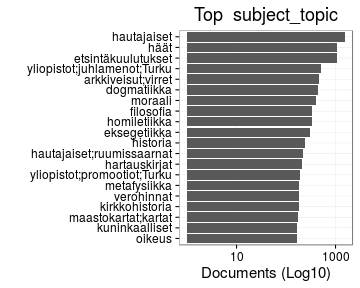 Top subject_topic
hautajaiset
häät
etsintäkuulutukset
yliopistot;juhlamenot;Turku
arkkiveisut;virret
dogmatiikka
moraali
filosofia
homiletiikka
eksegetiikka
historia
hautajaiset;ruumissaarnat
hartauskirjat
yliopistot;promootiot;Turku
metafysiikka
verohinnat
kirkkohistoria
maastokartat;kartat
kuninkaalliset
oikeus
10 1000
Documents (Log10)